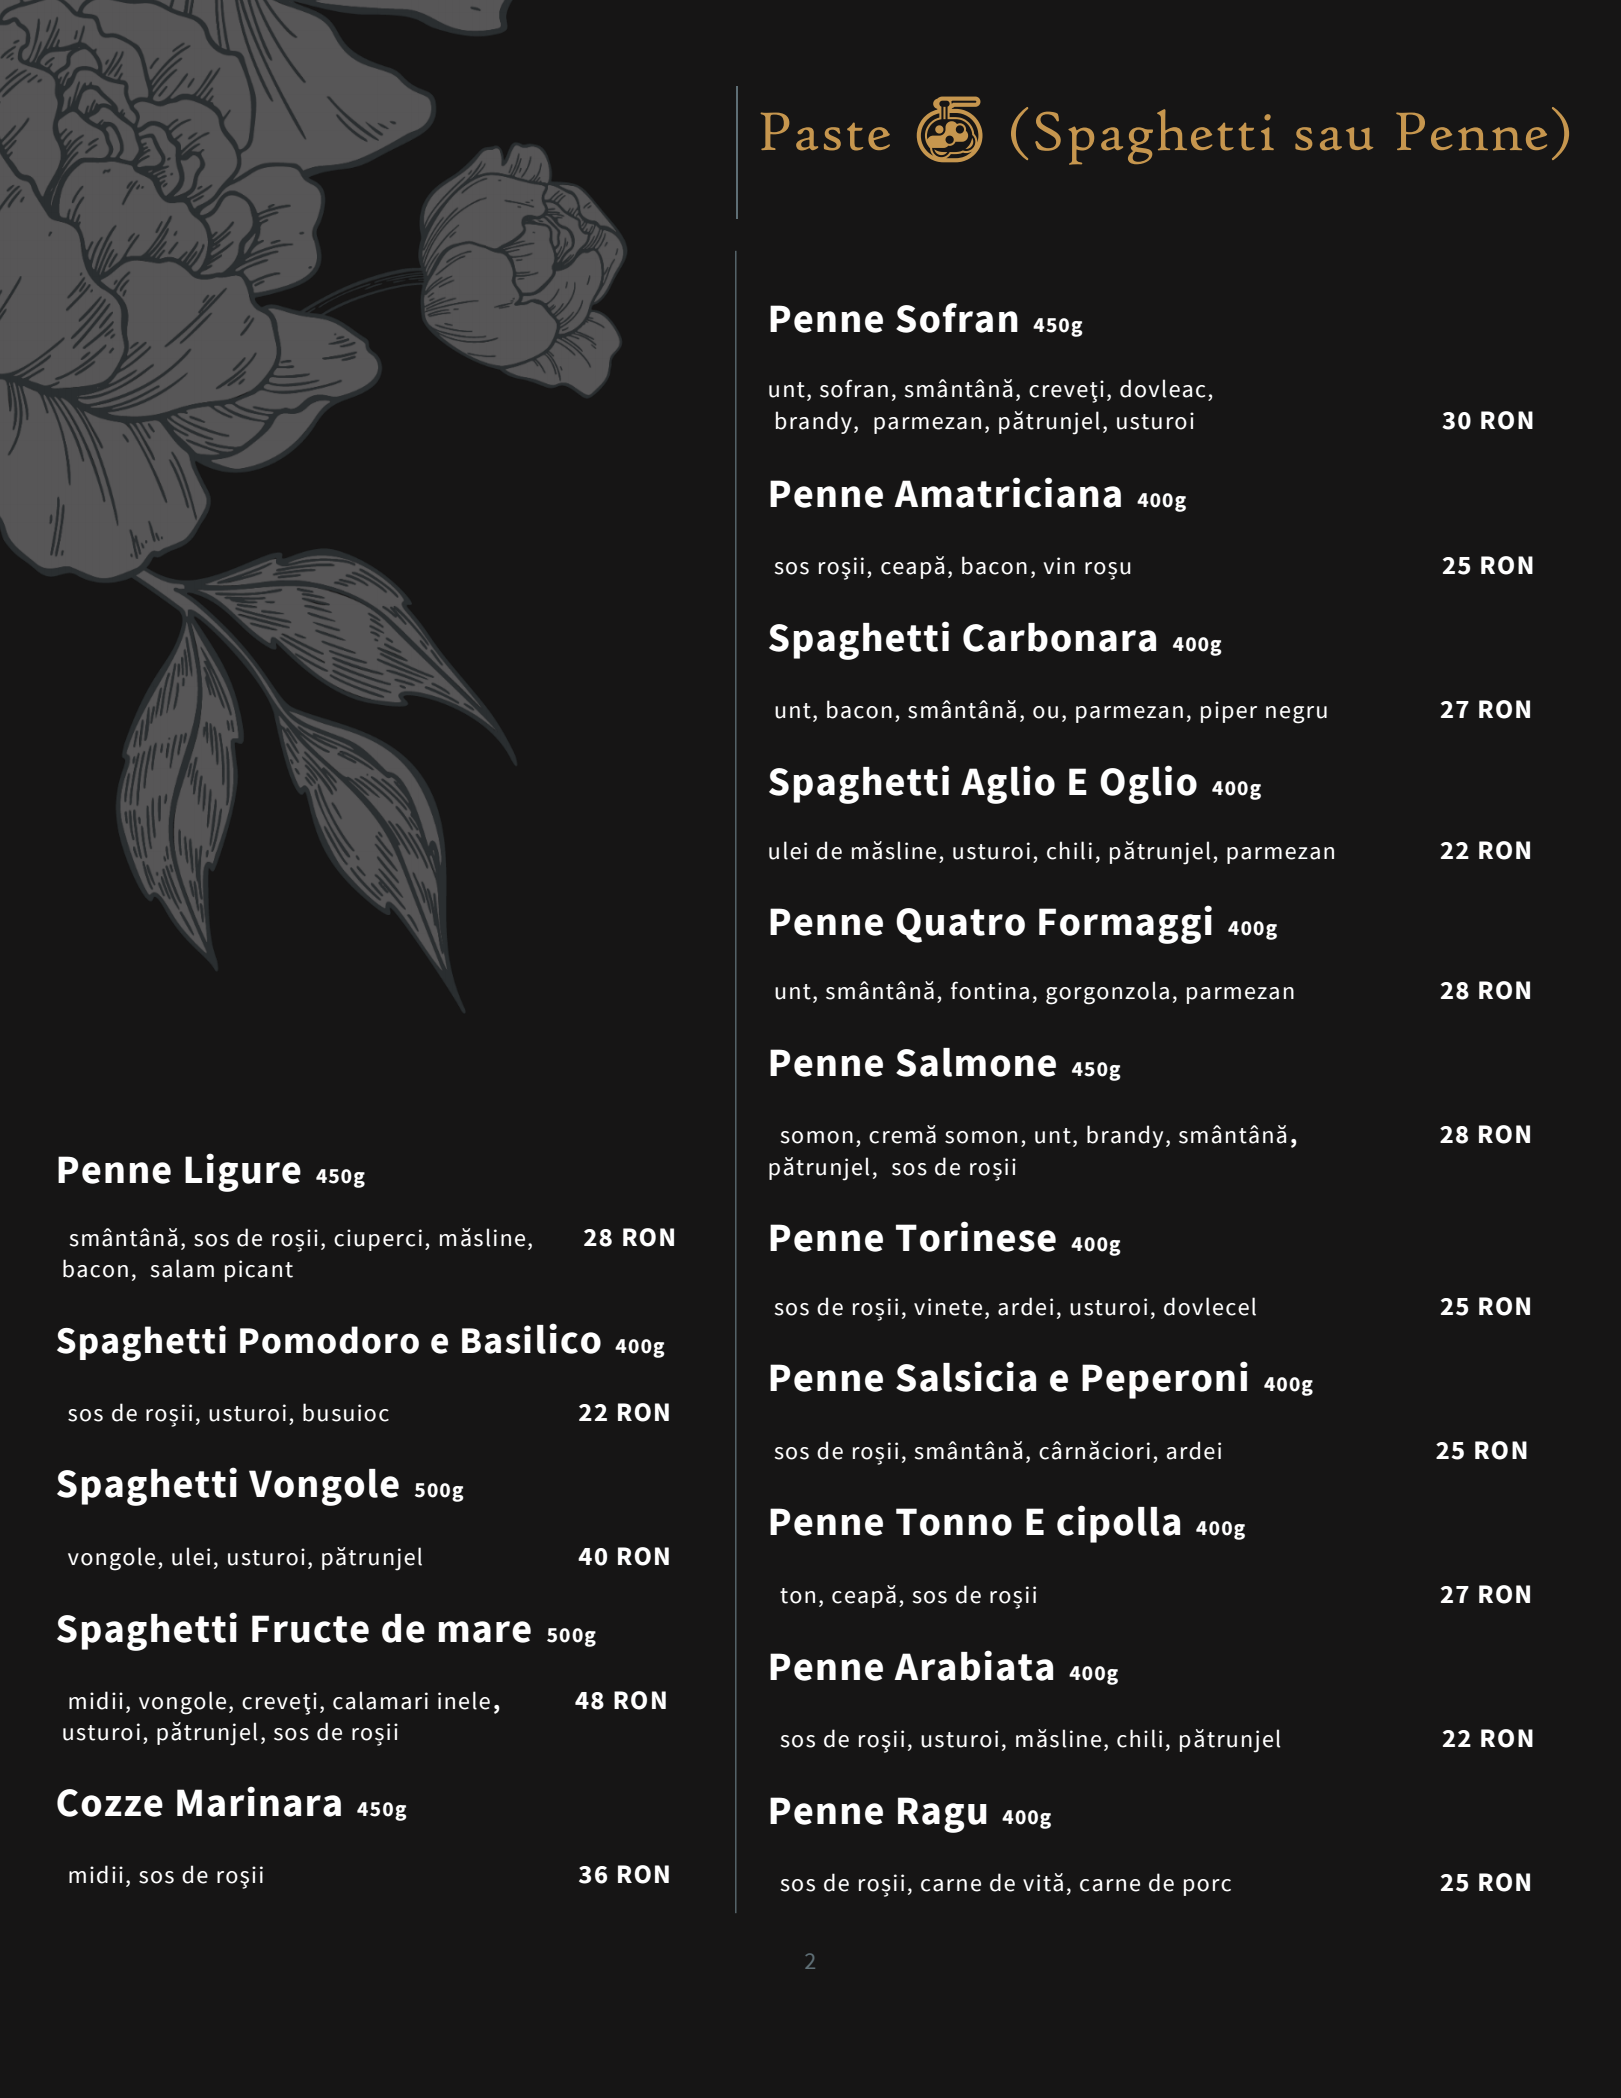 Paste (Spaghetti sau Penne)
Penne Sofran 450g
unt, sofran, smântână, creveţi, dovleac,
brandy, parmezan, pătrunjel, usturoi 30 RON
Penne Amatriciana 400g
sos roşii, ceapă, bacon, vin roșu 25 RON
Spaghetti Carbonara 400g
unt, bacon, smântână, ou, parmezan, piper negru 27 RON
Spaghetti Aglio E Oglio 400g
ulei de măsline, usturoi, chili, pătrunjel, parmezan 22 RON
Penne Quatro Formaggi 400g
unt, smântână, fontina, gorgonzola, parmezan 28 RON
Penne Salmone 450g
somon, cremă somon, unt, brandy, smântână, 28 RON
pătrunjel, sos de roșii
Penne Torinese 400g
sos de roșii, vinete, ardei, usturoi, dovlecel 25 RON
Penne Salsicia e Peperoni 400g
sos de roșii, smântână, cârnăciori, ardei 25 RON
Penne Tonno E cipolla 400g
ton, ceapă, sos de roșii 27 RON
Penne Arabiata 400g
sos de roşii, usturoi, măsline, chili, pătrunjel 22 RON
Penne Ragu 400g
sos de roșii, carne de vită, carne de porc 25 RON
Penne Ligure 450g
smântână, sos de roșii, ciuperci, măsline, 28 RON
bacon, salam picant
Spaghetti Pomodoro e Basilico 400g
sos de roșii, usturoi, busuioc 22 RON
Spaghetti Vongole 500g
vongole, ulei, usturoi, pătrunjel 40 RON
Spaghetti Fructe de mare 500g
midii, vongole, creveţi, calamari inele, 48 RON
usturoi, pătrunjel, sos de roșii
Cozze Marinara 450g
midii, sos de roşii 36 RON
2